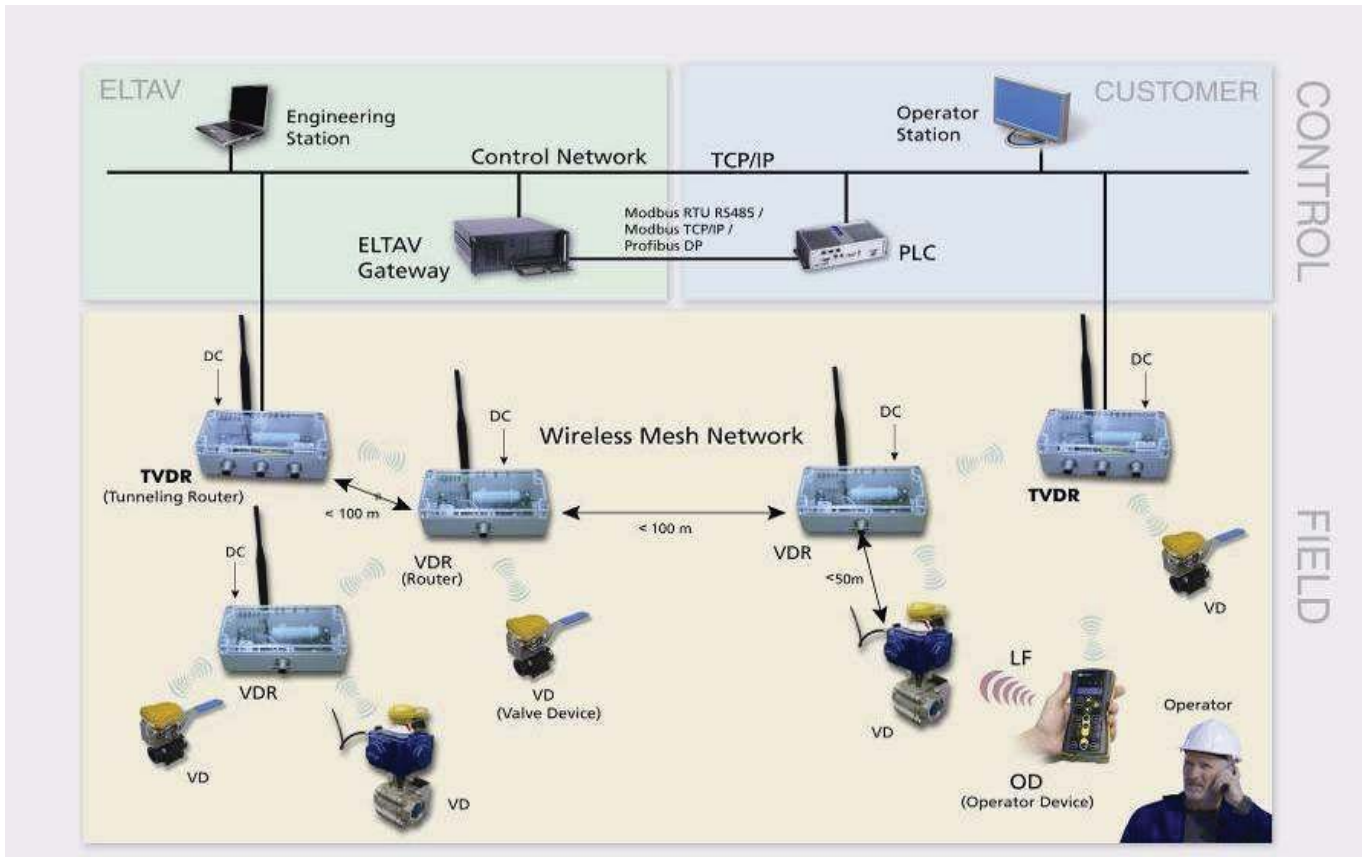 ELTAV
CUSTOMER
CONTROL
Engineering
Station
Operator
Station
Control Network
TCP/IP
Modbus RTU RS485 /
Modbus TCP/IP /
Profibus DP
ELTAV
Gateway
PLC
FIELD
DC
DC
DC
DC
Wireless Mesh Network
TVDR
(Tunneling Router)
TVDR
< 100 m
< 100 m
DC
VDR
(Router)
VDR
<50m
VD
LF
VDR
VD
(Valve Device)
Operator
VD
VD
VD
OD
(Operator Device)